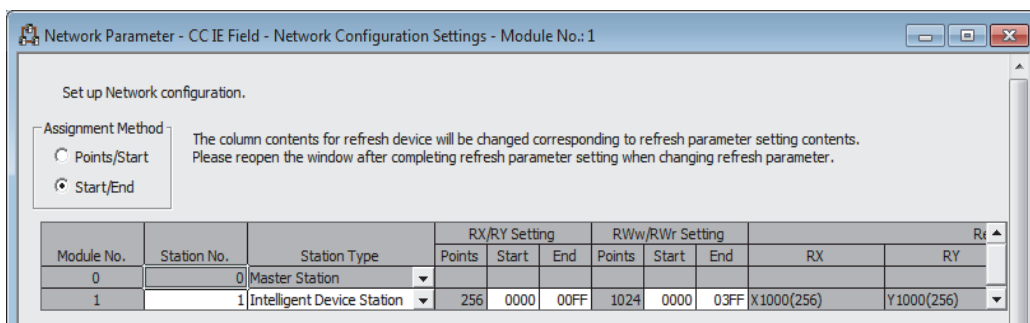 Network Parameter - CC IE Field - Network Configuration Settings - Module No.: 1
Set up Network configuration.
Assignment Method
Points/Start
Start/End
The column contents for refresh device will be changed corresponding to refresh parameter setting contents.
Please reopen the window after completing refresh parameter setting when changing refresh parameter.
RX/RY Setting RWw/RWr Setting
Module No. Station No. Station Type Points Start End Points Start End RX RY
0 0 Master Station
1 1 Intelligent Device Station 256 0000 00FF 1024 0000 03FF X1000(256) Y1000(256)